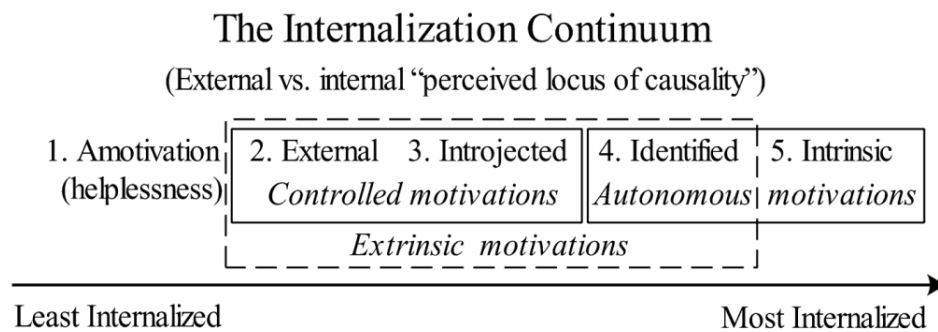 The Internalization Continuum
(External vs. internal “perceived locus of causality”)
1. Amotivation 2. External 3. Introjected 4. Identified 5. Intrinsic
(helplessness) Controlled motivations Autonomous motivations
Extrinsic motivations
Least Internalized Most Internalized